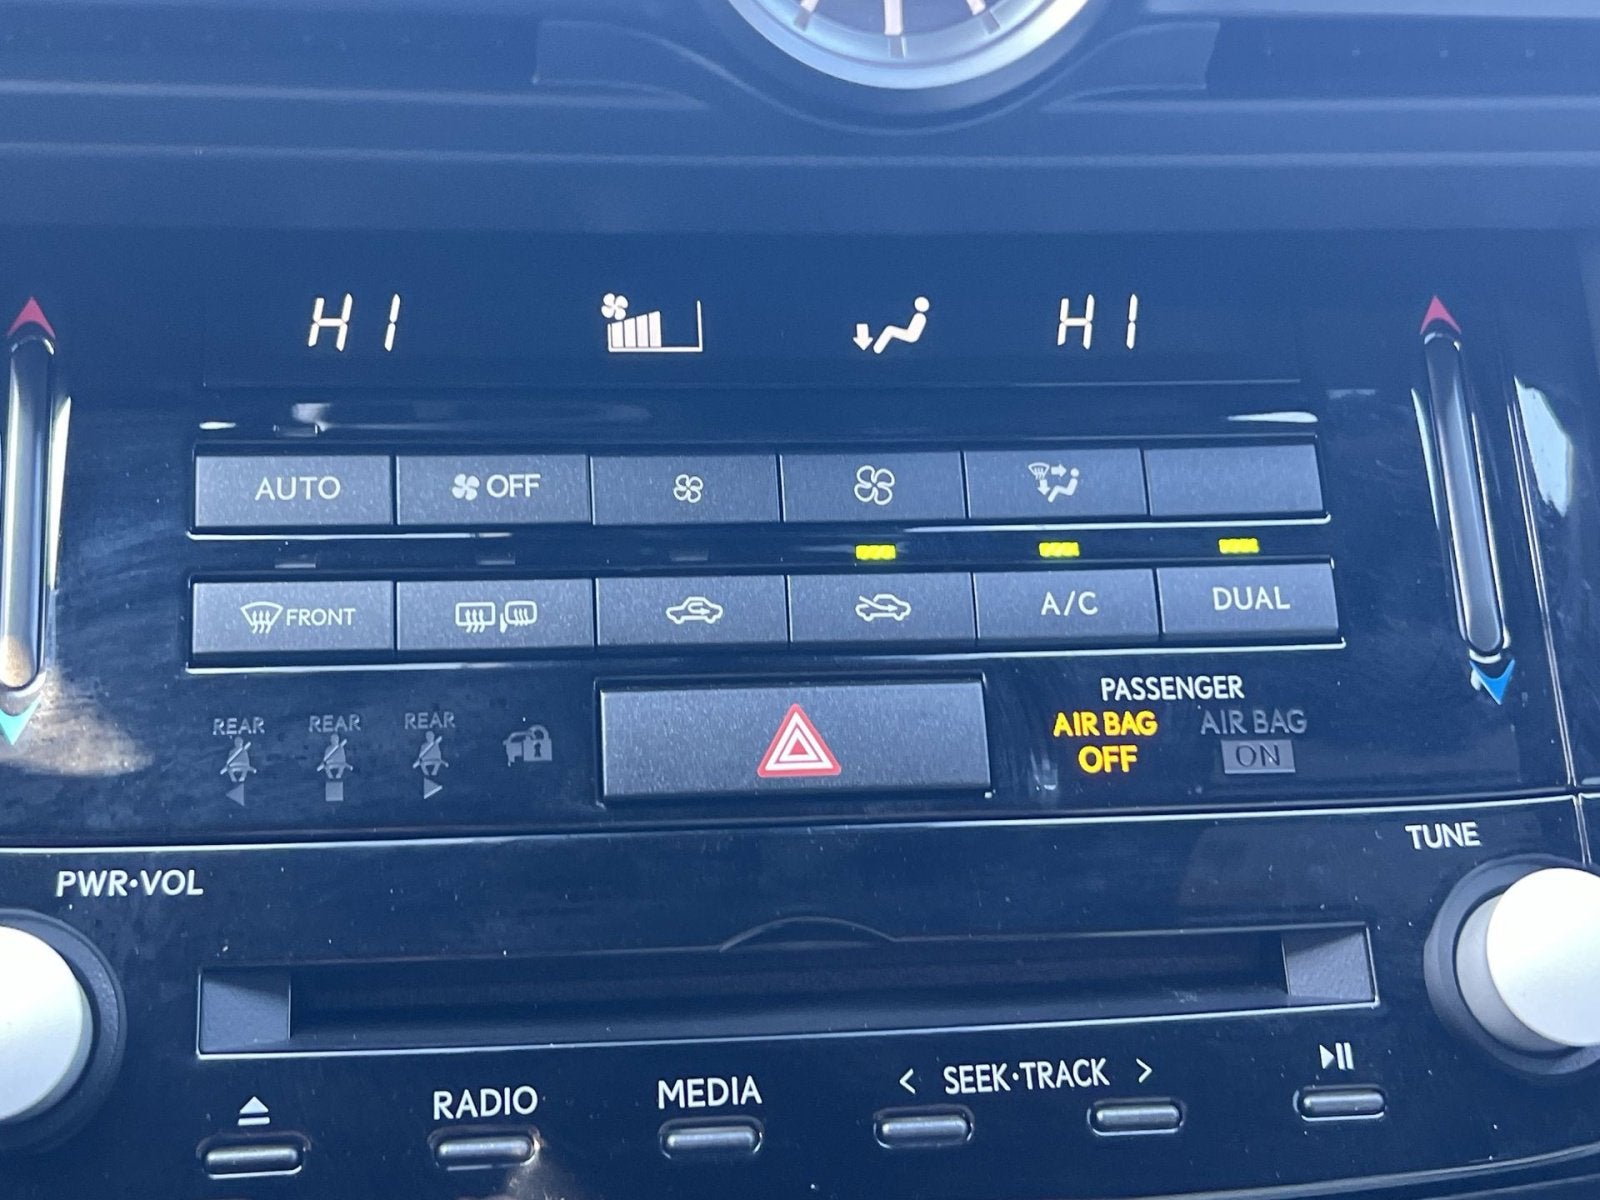 HI HI
AUTO OFF
FRONT A/C DUAL
REAR REAR REAR
PASSENGER
AIR BAG OFF AIR BAG ON
PWR·VOL TUNE
RADIO MEDIA < SEEK·TRACK >